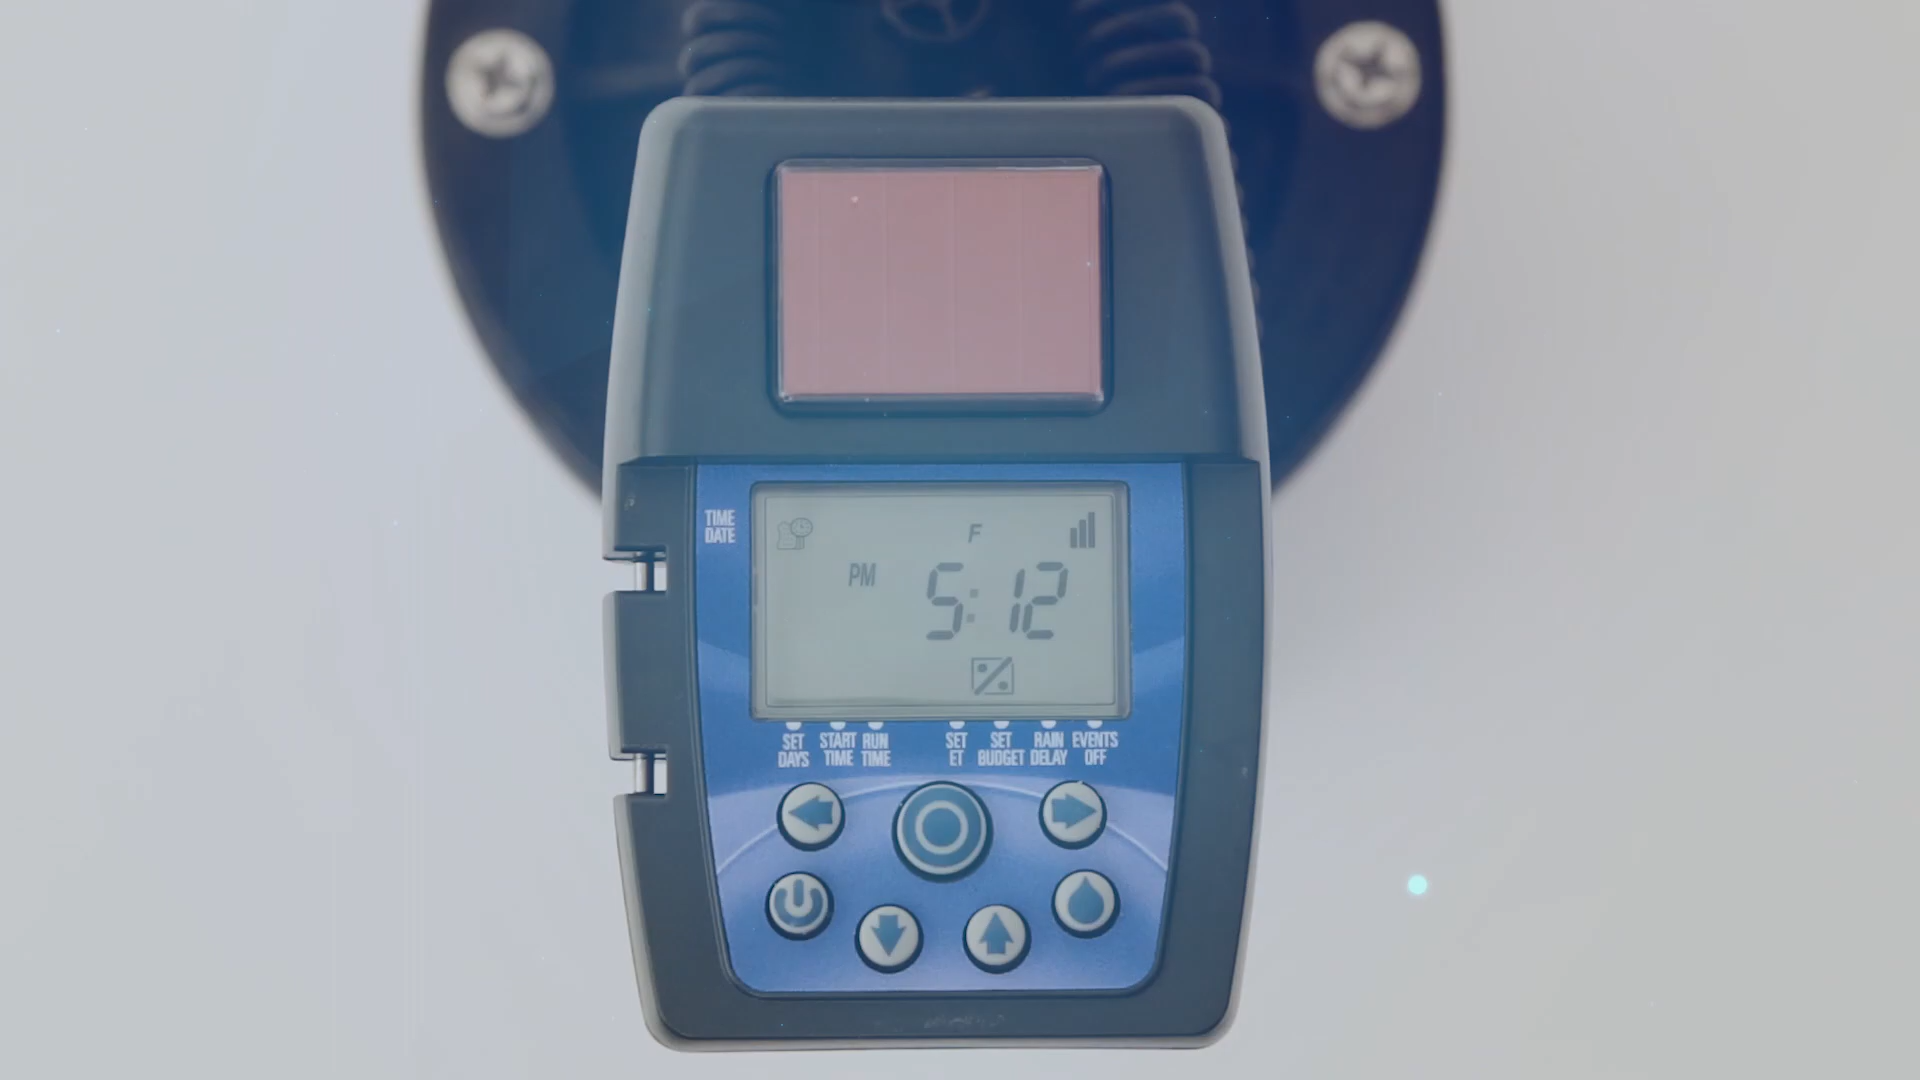 TIME
DATE
F
PM 5:12
SET
DAYS
START
TIME
RUN
TIME
SET
ET
SET
BUDGET
RAIN
DELAY
EVENTS
OFF